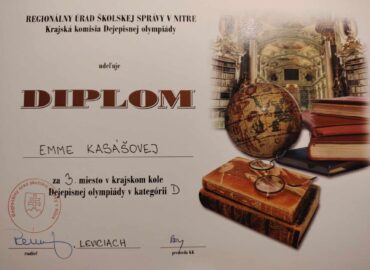 REGIONÁLNY ÚRAD ŠKOLSKEJ SPRÁVY V NITRE
Krajská komisia Dejepisnej olympiády
udeľuje
DIPLOM
EMME KABÁŠOVEJ
za 3. miesto v krajskom kole
Dejepisnej olympiády v kategórii D
LEVICIACH
riaditeľ
predseda KK